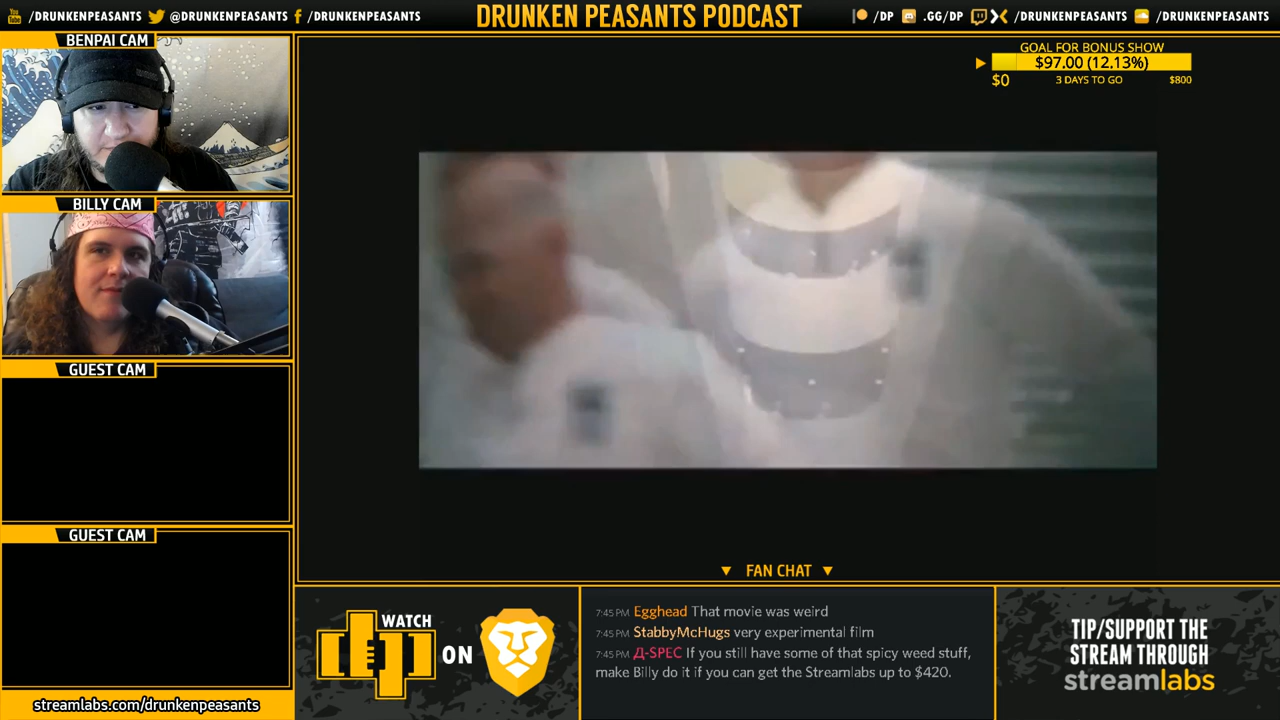 You Tube /DRUNKENPEASANTS @DRUNKENPEASANTS /DRUNKENPEASANTS DRUNKEN PEASANTS PODCAST /DP .GG/DP /DRUNKENPEASANTS /DRUNKENPEASANTS
BENPAI CAM
GOAL FOR BONUS SHOW
$97.00 (12.13%)
$0 3 DAYS TO GO $800
BILLY CAM
GUEST CAM
GUEST CAM
▼ FAN CHAT ▼
WATCH
ON
7:45 PM Egghead That movie was weird
7:45 PM StabbyMcHugs very experimental film
7:45 PM Д-SPEC If you still have some of that spicy weed stuff,
make Billy do it if you can get the Streamlabs up to $420.
TIP/SUPPORT THE
STREAM THROUGH
streamlabs
streamlabs.com/drunkenpeasants